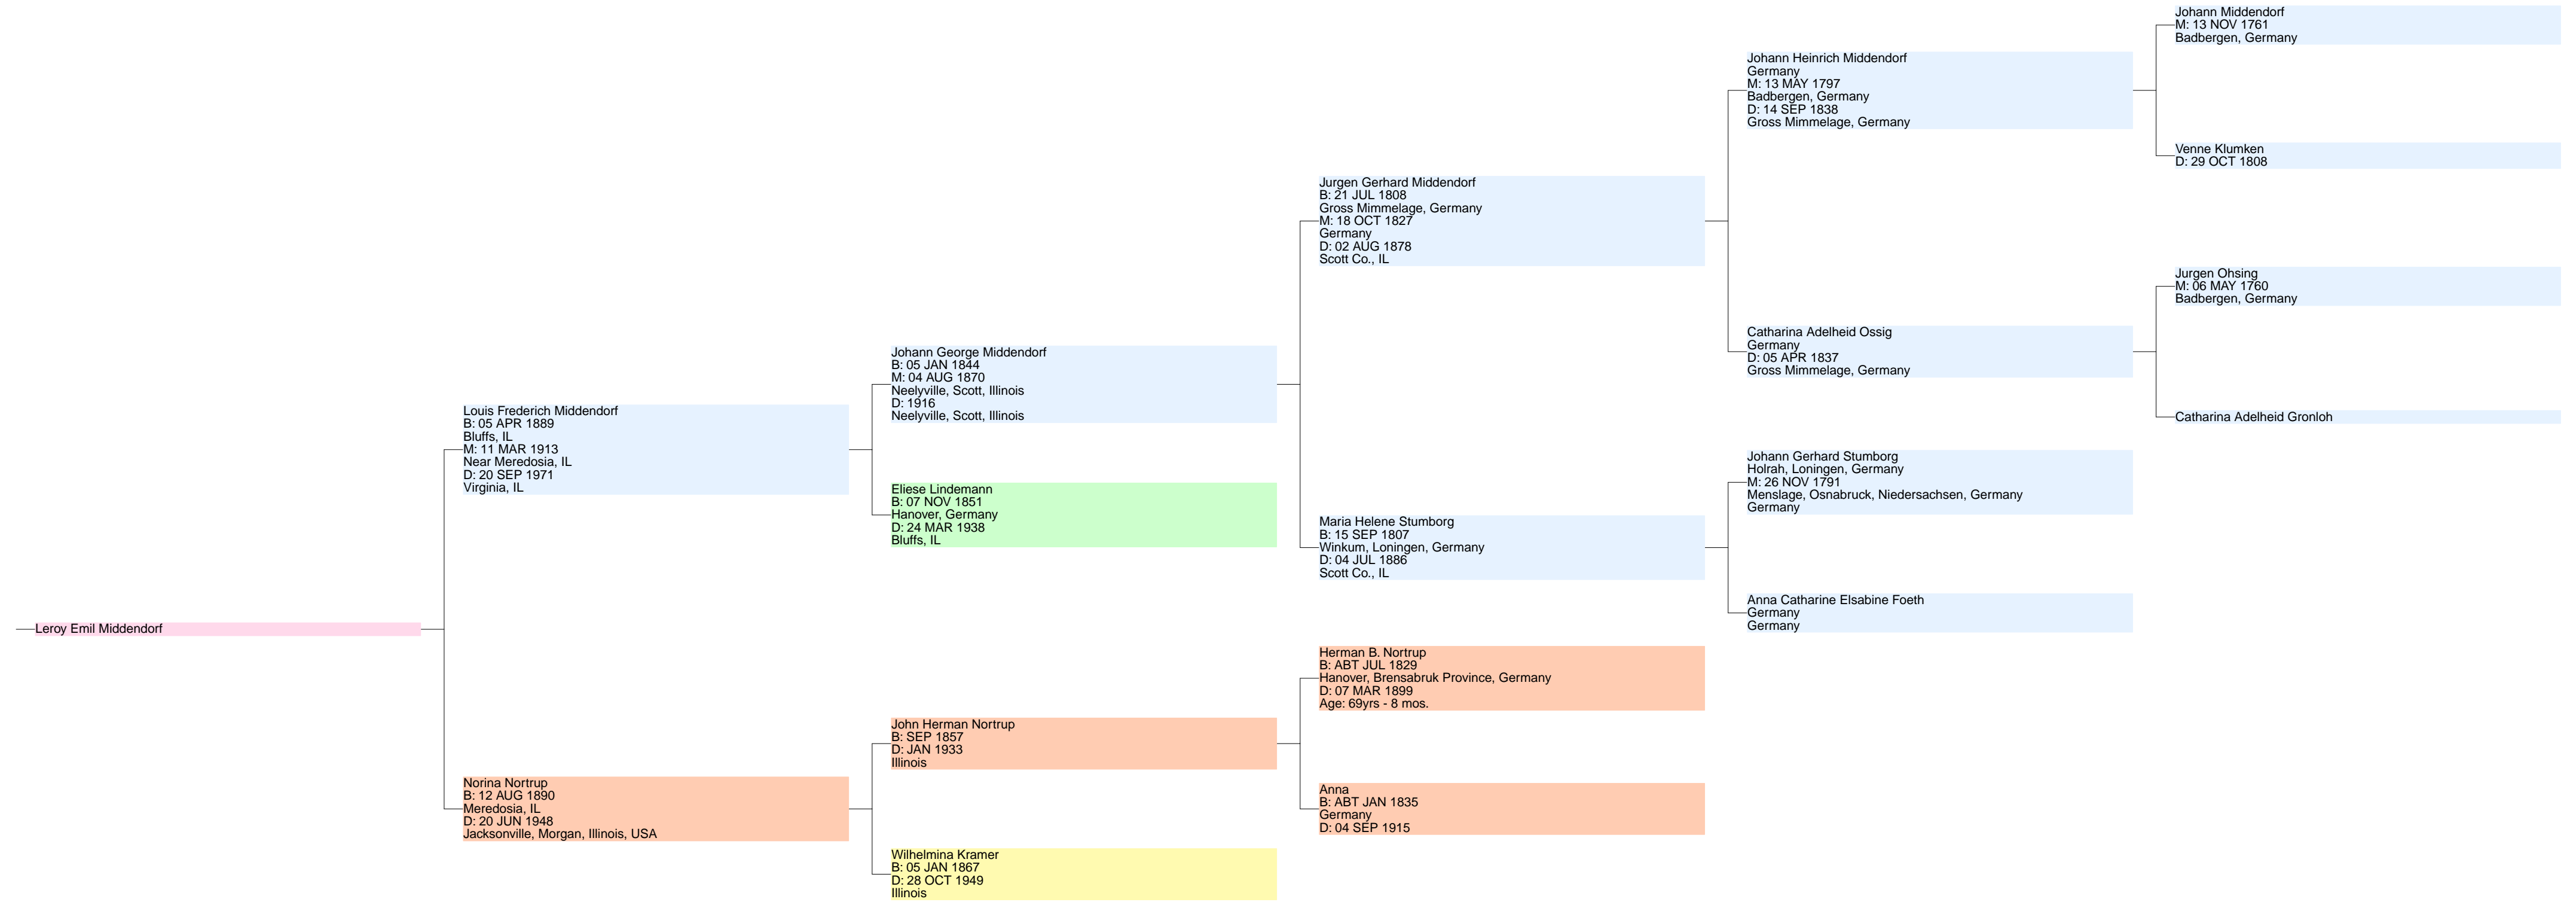 Johann Middendorf
M: 13 NOV 1761
Badbergen, Germany
Johann Heinrich Middendorf
Germany
M: 13 MAY 1797
Badbergen, Germany
D: 14 SEP 1838
Gross Mimmelage, Germany
Venne Klumken
D: 29 OCT 1808
Jurgen Gerhard Middendorf
B: 21 JUL 1808
Gross Mimmelage, Germany
M: 18 OCT 1827
Germany
D: 02 AUG 1878
Scott Co., IL
Jurgen Ohsing
M: 06 MAY 1760
Badbergen, Germany
Catharina Adelheid Ossig
Germany
D: 05 APR 1837
Gross Mimmelage, Germany
Catharina Adelheid Gronloh
Johann George Middendorf
B: 05 JAN 1844
M: 04 AUG 1870
Neelyville, Scott, Illinois
D: 1916
Neelyville, Scott, Illinois
Louis Frederich Middendorf
B: 05 APR 1889
Bluffs, IL
M: 11 MAR 1913
Near Meredosia, IL
D: 20 SEP 1971
Virginia, IL
Johann Gerhard Stumborg
Holrah, Loningen, Germany
M: 26 NOV 1791
Menslage, Osnabruck, Niedersachsen, Germany
Germany
Eliese Lindemann
B: 07 NOV 1851
Hanover, Germany
D: 24 MAR 1938
Bluffs, IL
Maria Helene Stumborg
B: 15 SEP 1807
Winkum, Loningen, Germany
D: 04 JUL 1886
Scott Co., IL
Anna Catharine Elsabine Foeth
Germany
Germany
Leroy Emil Middendorf
Herman B. Nortrup
B: ABT JUL 1829
Hanover, Brensabruk Province, Germany
D: 07 MAR 1899
Age: 69yrs - 8 mos.
John Herman Nortrup
B: SEP 1857
D: JAN 1933
Illinois
Norina Nortrup
B: 12 AUG 1890
Meredosia, IL
D: 20 JUN 1948
Jacksonville, Morgan, Illinois, USA
Anna
B: ABT JAN 1835
Germany
D: 04 SEP 1915
Wilhelmina Kramer
B: 05 JAN 1867
D: 28 OCT 1949
Illinois